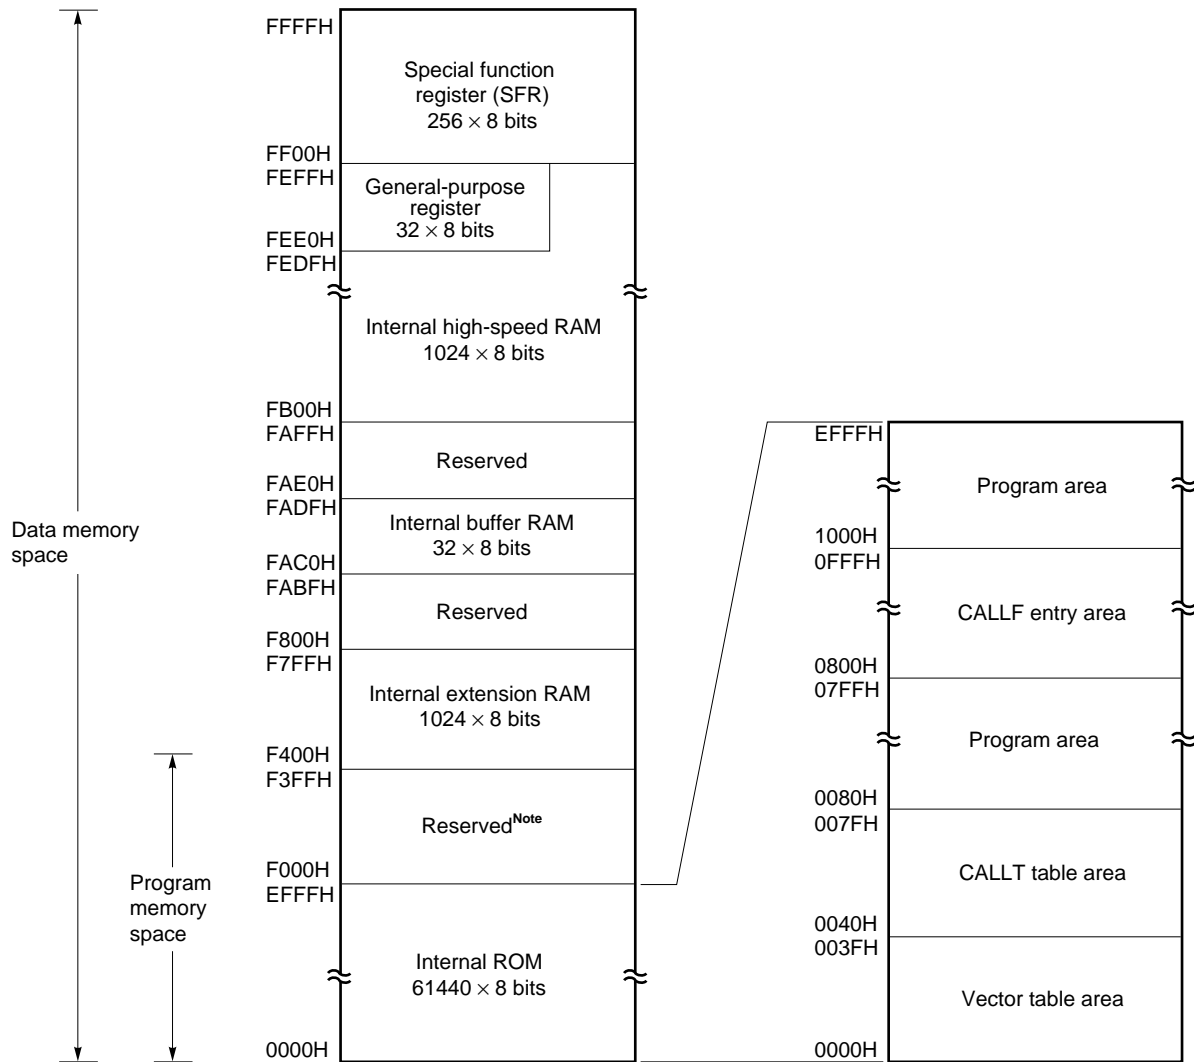 FFFFH
Special function
register (SFR)
256 × 8 bits
FF00H
FEFFH
General-purpose
register
32 × 8 bits
FEE0H
FEDFH
Internal high-speed RAM
1024 × 8 bits
FB00H
FAFFH
Reserved
FAE0H
FADFH
Internal buffer RAM
32 × 8 bits
FAC0H
FABFH
Reserved
F800H
F7FFH
Internal extension RAM
1024 × 8 bits
F400H
F3FFH
Reserved Note
F000H
EFFFH
Internal ROM
61440 × 8 bits
0000H
Data memory
space
Program
memory
space
EFFFH
Program area
1000H
0FFFH
CALLF entry area
0800H
07FFH
Program area
0080H
007FH
CALLT table area
0040H
003FH
Vector table area
0000H